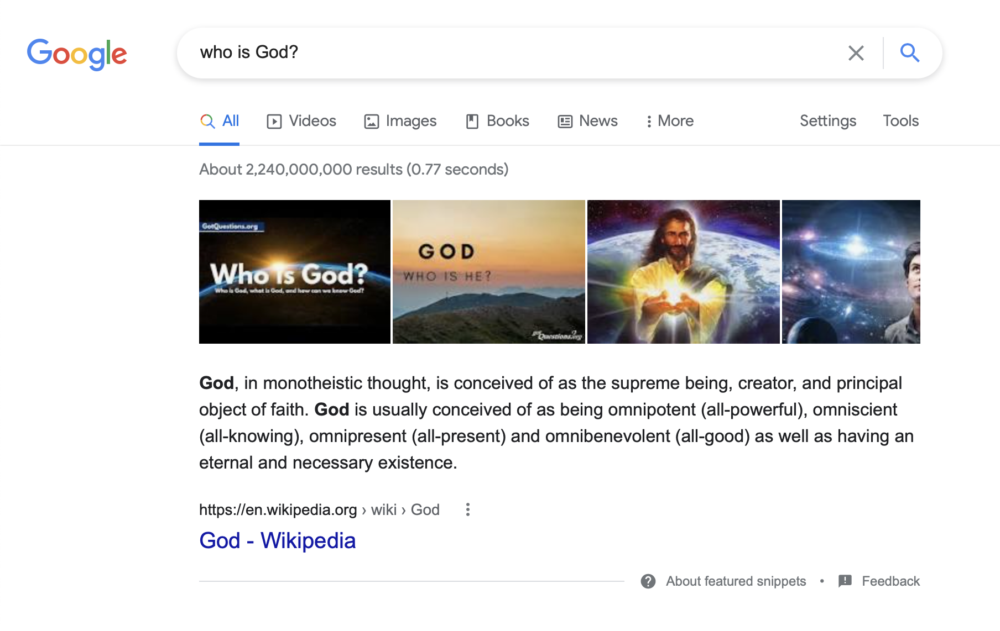 Google
who is God?
All
Videos
Images
Books
News
More
Settings
Tools
About 2,240,000,000 results (0.77 seconds)
GotQuestions.org
Who is God?
Who is God, what is God, and how can we know God?
GOD
WHO IS HE?
got Questions.org
God, in monotheistic thought, is conceived of as the supreme being, creator, and principal
object of faith. God is usually conceived of as being omnipotent (all-powerful), omniscient
(all-knowing), omnipresent (all-present) and omnibenevolent (all-good) as well as having an
eternal and necessary existence.
https://en.wikipedia.org › wiki › God
God - Wikipedia
About featured snippets • Feedback